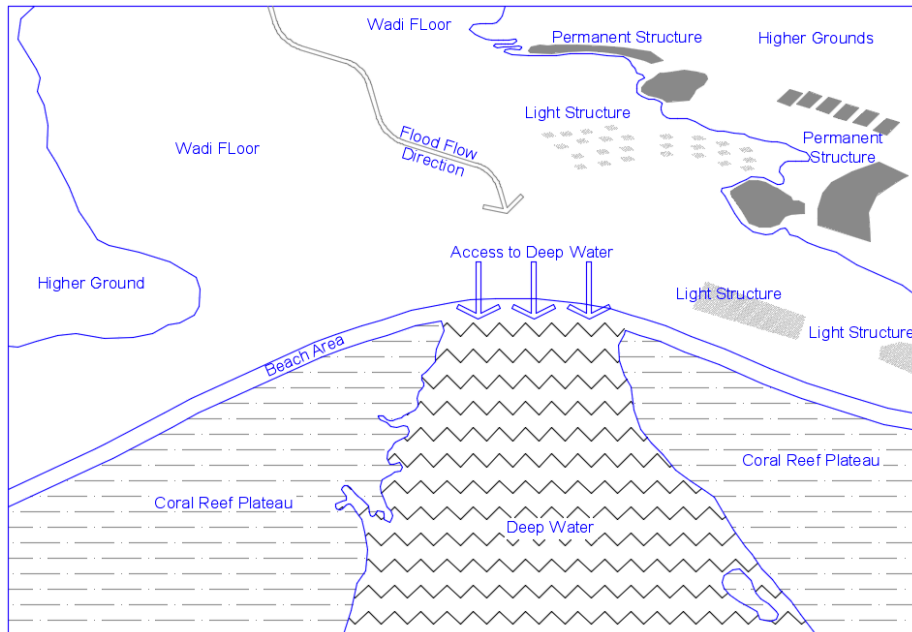 Wadi FLoor
Permanent Structure
Higher Grounds
Light Structure
Wadi FLoor
Flood Flow
Direction
Permanent
Structure
Access to Deep Water
Higher Ground
Light Structure
Light Structure
Beach Area
Coral Reef Plateau
Coral Reef Plateau
Deep Water